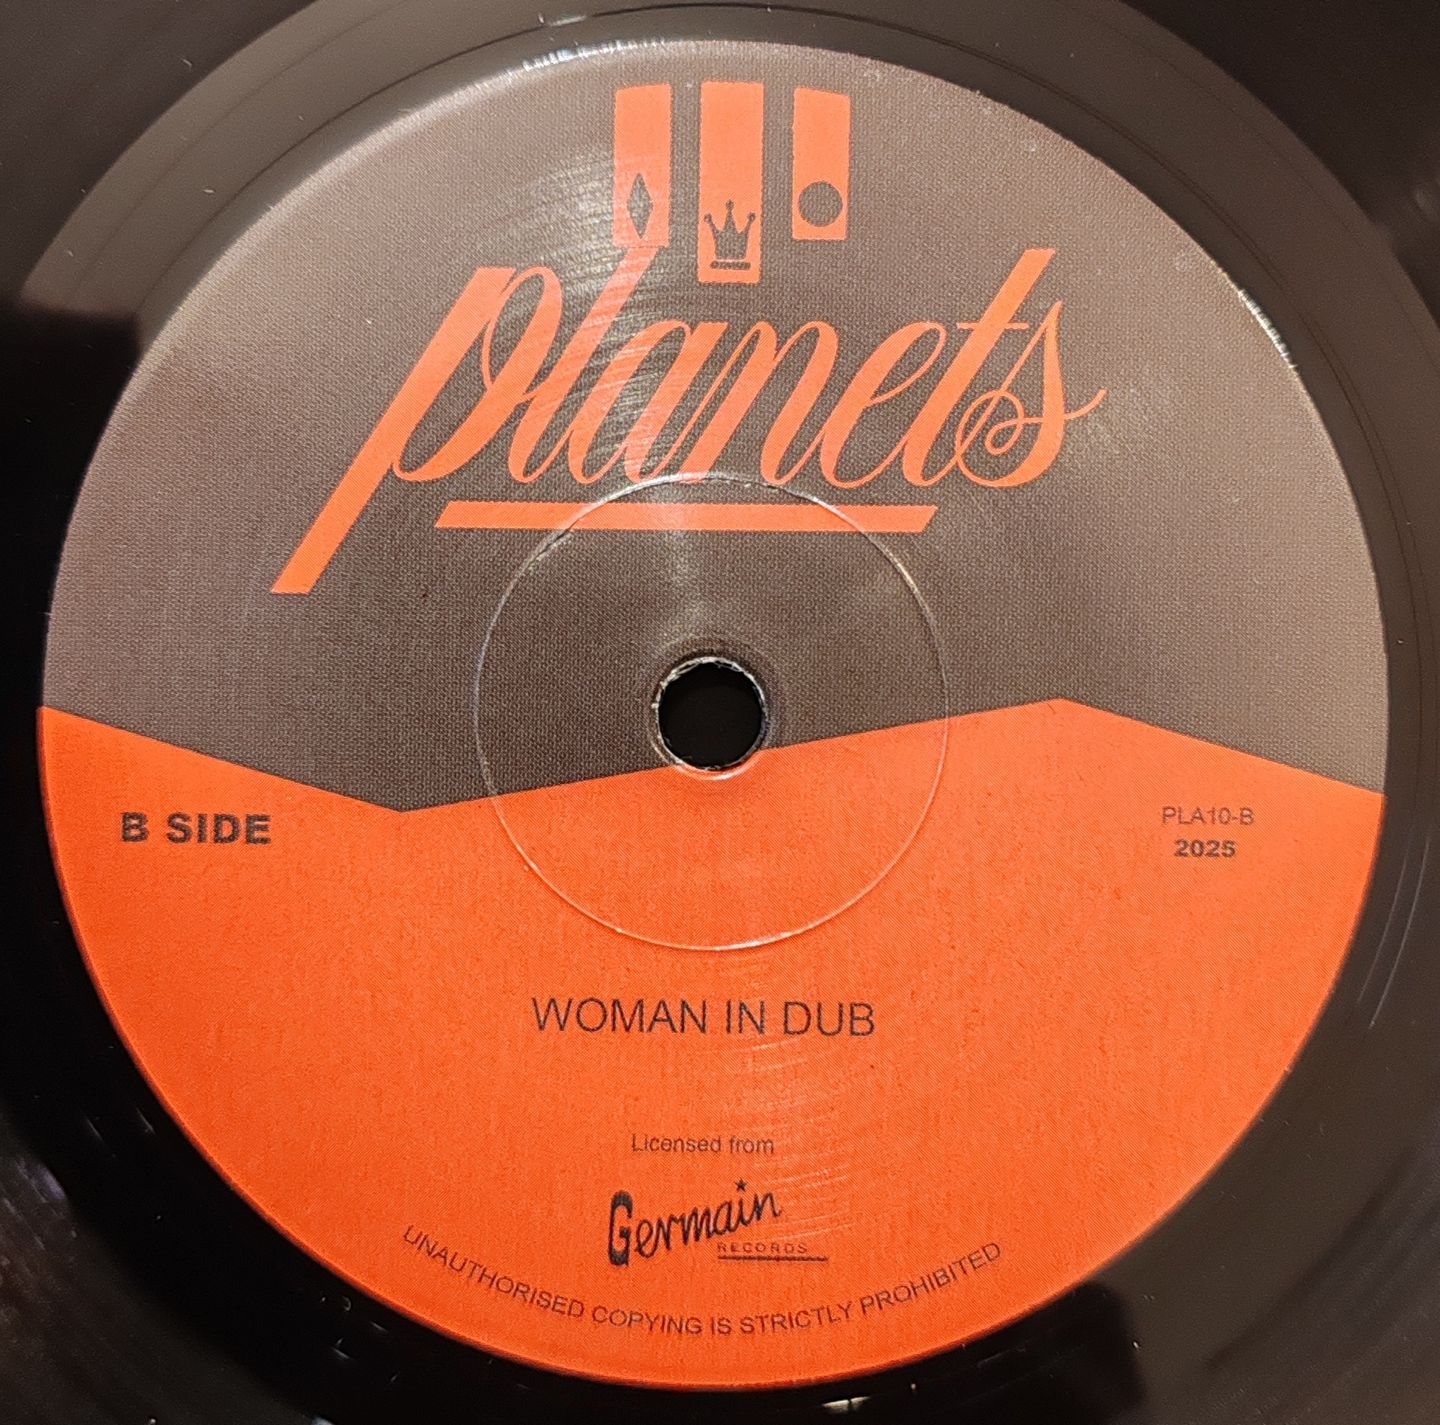 planets
B SIDE
PLA10-B
2025
WOMAN IN DUB
Licensed from
Germain
RECORDS
UNAUTHORISED COPYING IS STRICTLY PROHIBITED